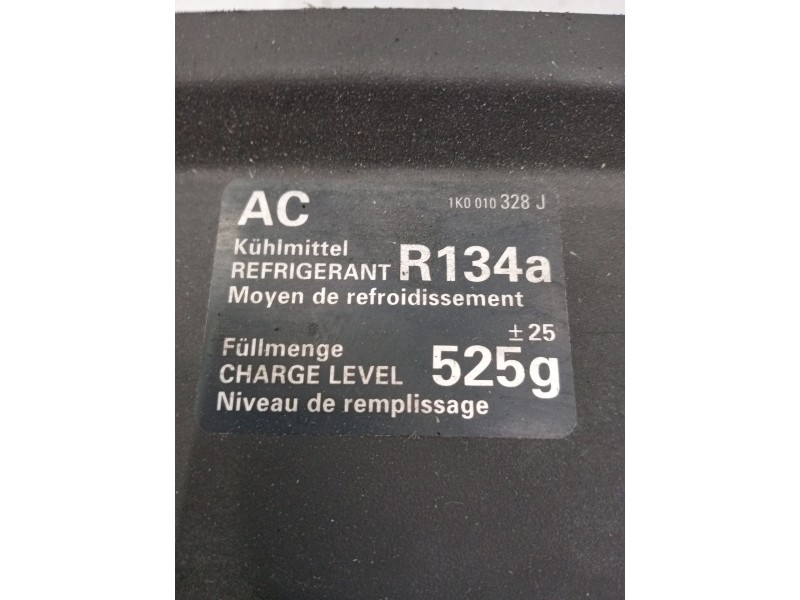 AC 1K0 010 328 J
Kühlmittel
REFRIGERANT R134a
Moyen de refroidissement
± 25
Füllmenge
CHARGE LEVEL 525g
Niveau de remplissage